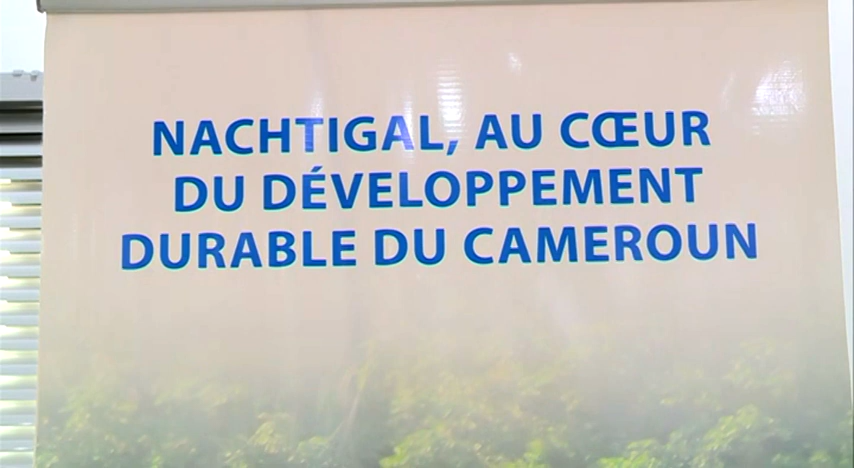 NACHTIGAL, AU CŒUR
DU DÉVELOPPEMENT
DURABLE DU CAMEROUN